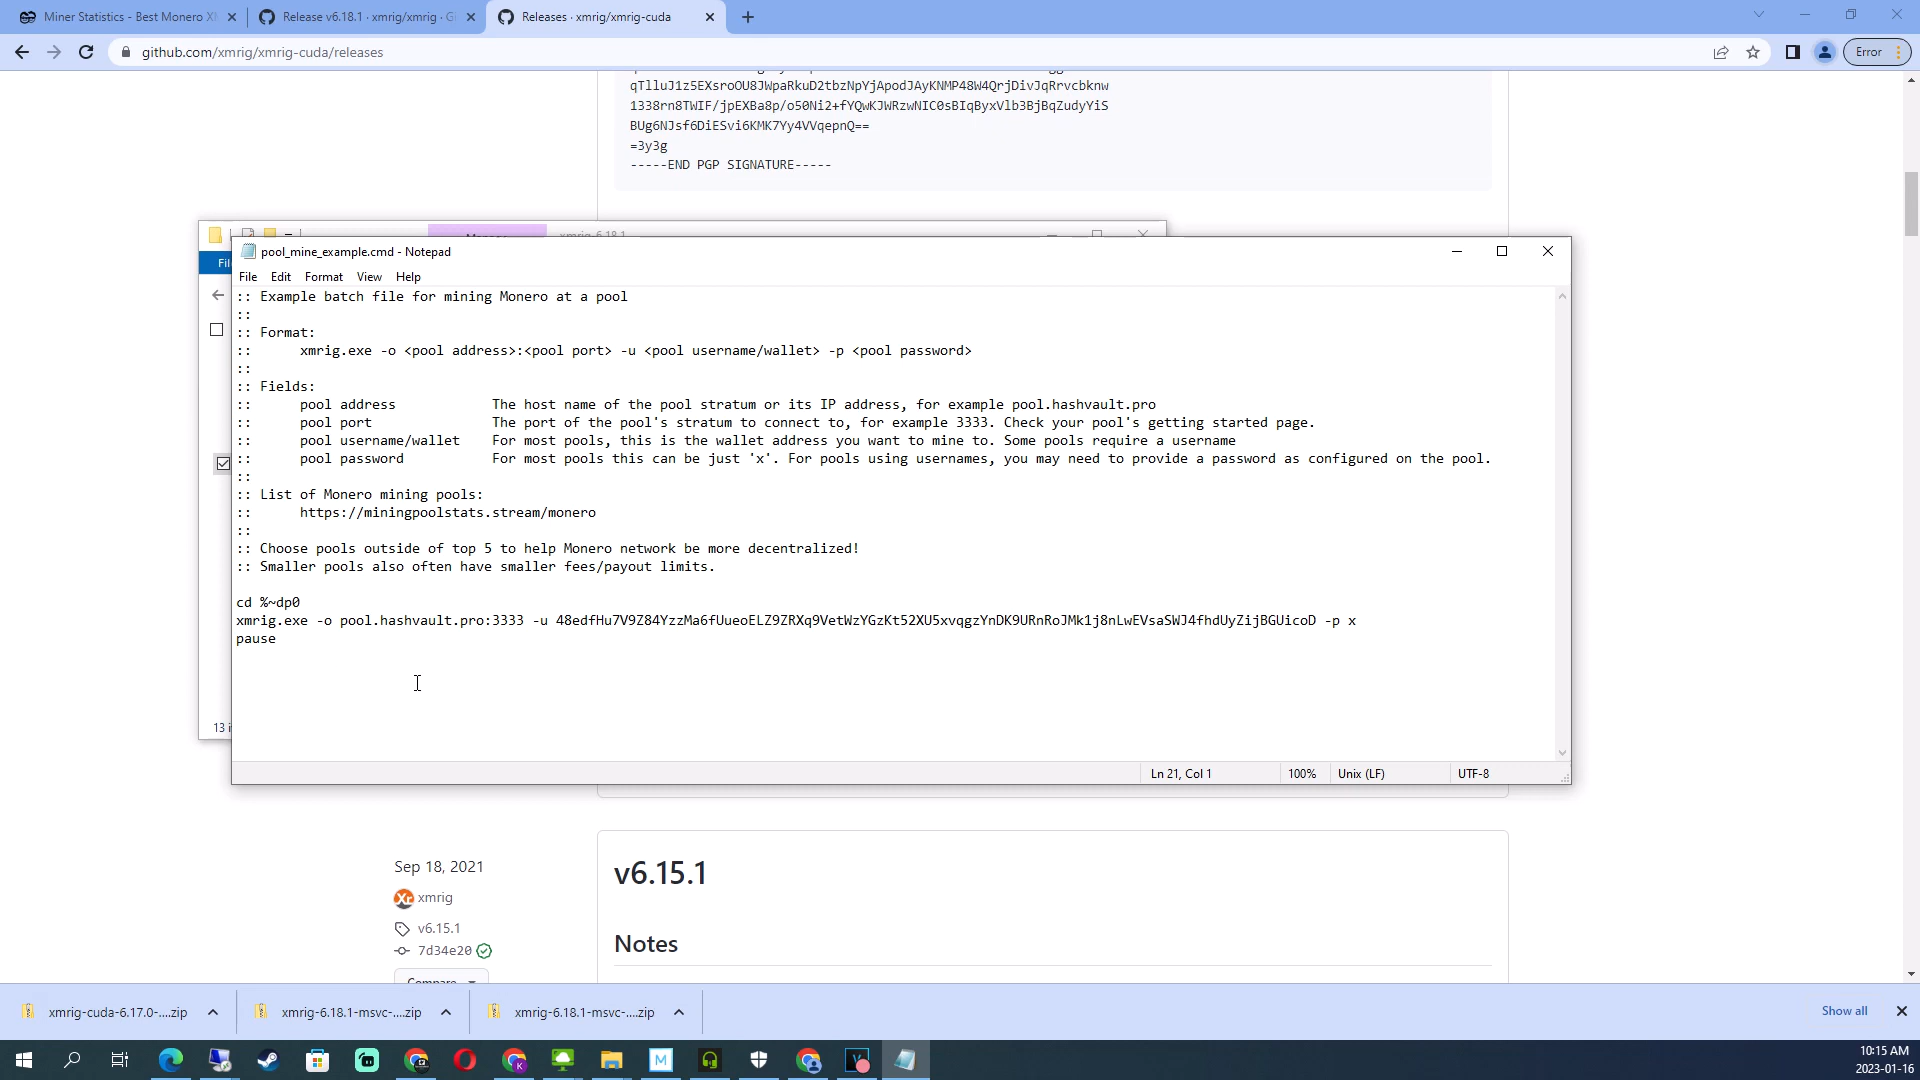 Miner Statistics - Best Monero X
Release v6.18.1 · xmrig/xmrig · G
Releases · xmrig/xmrig-cuda
github.com/xmrig/xmrig-cuda/releases
Error
qTlluJ1z5EXsroOU8JWpaRkuD2tbzNpYjApodJAyKNMP48W4QrjDivJqRrvcbknw
1338rn8TWIF/jpEXBa8p/o50Ni2+fYQwKJWRzwNIC0sBIqByxVlb3BjBqZudyYiS
BUg6NJsf6DiESvi6KMK7Yy4VVqepnQ==
=3y3g
-----END PGP SIGNATURE-----
xmrig-6.18.1
Fil
pool_mine_example.cmd - Notepad
File Edit Format View Help
:: Example batch file for mining Monero at a pool
::
:: Format:
:: xmrig.exe -o <pool address>:<pool port> -u <pool username/wallet> -p <pool password>
::
:: Fields:
:: pool address The host name of the pool stratum or its IP address, for example pool.hashvault.pro
:: pool port The port of the pool's stratum to connect to, for example 3333. Check your pool's getting started page.
:: pool username/wallet For most pools, this is the wallet address you want to mine to. Some pools require a username
:: pool password For most pools this can be just 'x'. For pools using usernames, you may need to provide a password as configured on the pool.
::
:: List of Monero mining pools:
:: https://miningpoolstats.stream/monero
::
:: Choose pools outside of top 5 to help Monero network be more decentralized!
:: Smaller pools also often have smaller fees/payout limits.
cd %~dp0
xmrig.exe -o pool.hashvault.pro:3333 -u 48edfHu7V9Z84YzzMa6fUueoELZ9ZRXq9VetWzYGzKt52XU5xvqgzYnDK9URnRoJMk1j8nLwEVsaSWJ4fhdUyZijBGUicoD -p x
pause
13 i
Ln 21, Col 1
100%
Unix (LF)
UTF-8
Sep 18, 2021
xmrig
v6.15.1
7d34e20
Compare
v6.15.1
Notes
xmrig-cuda-6.17.0-....zip
xmrig-6.18.1-msvc-....zip
xmrig-6.18.1-msvc-....zip
Show all
10:15 AM
2023-01-16